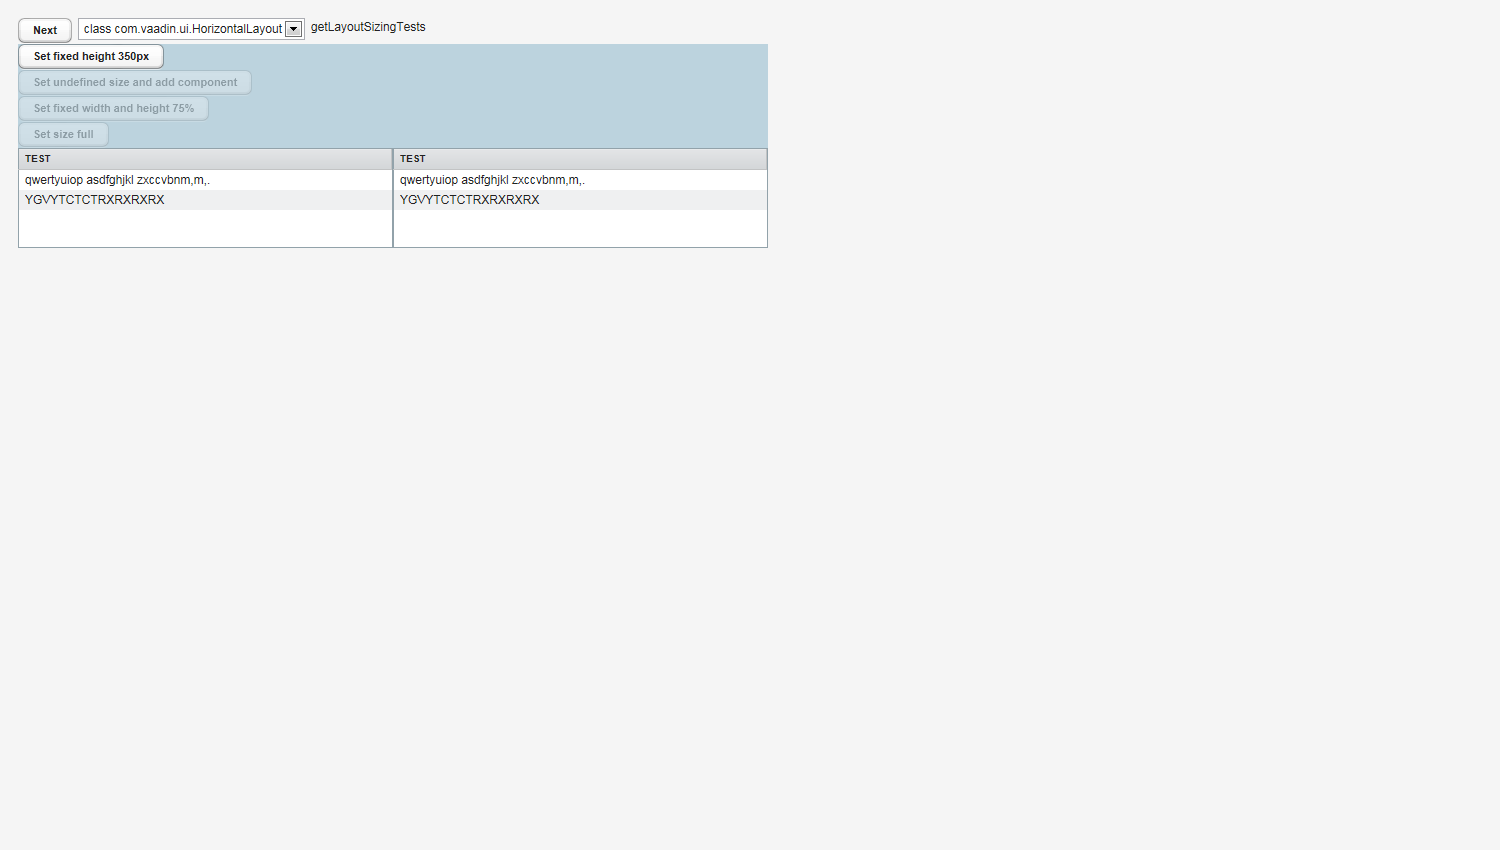 Next class com.vaadin.ui.HorizontalLayout getLayoutSizingTests
Set fixed height 350px
Set undefined size and add component
Set fixed width and height 75%
Set size full
TEST TEST
qwertyuiop asdfghjkl zxccvbnm,m,. qwertyuiop asdfghjkl zxccvbnm,m,.
YGVYTCTCTRXRXRXRX YGVYTCTCTRXRXRXRX